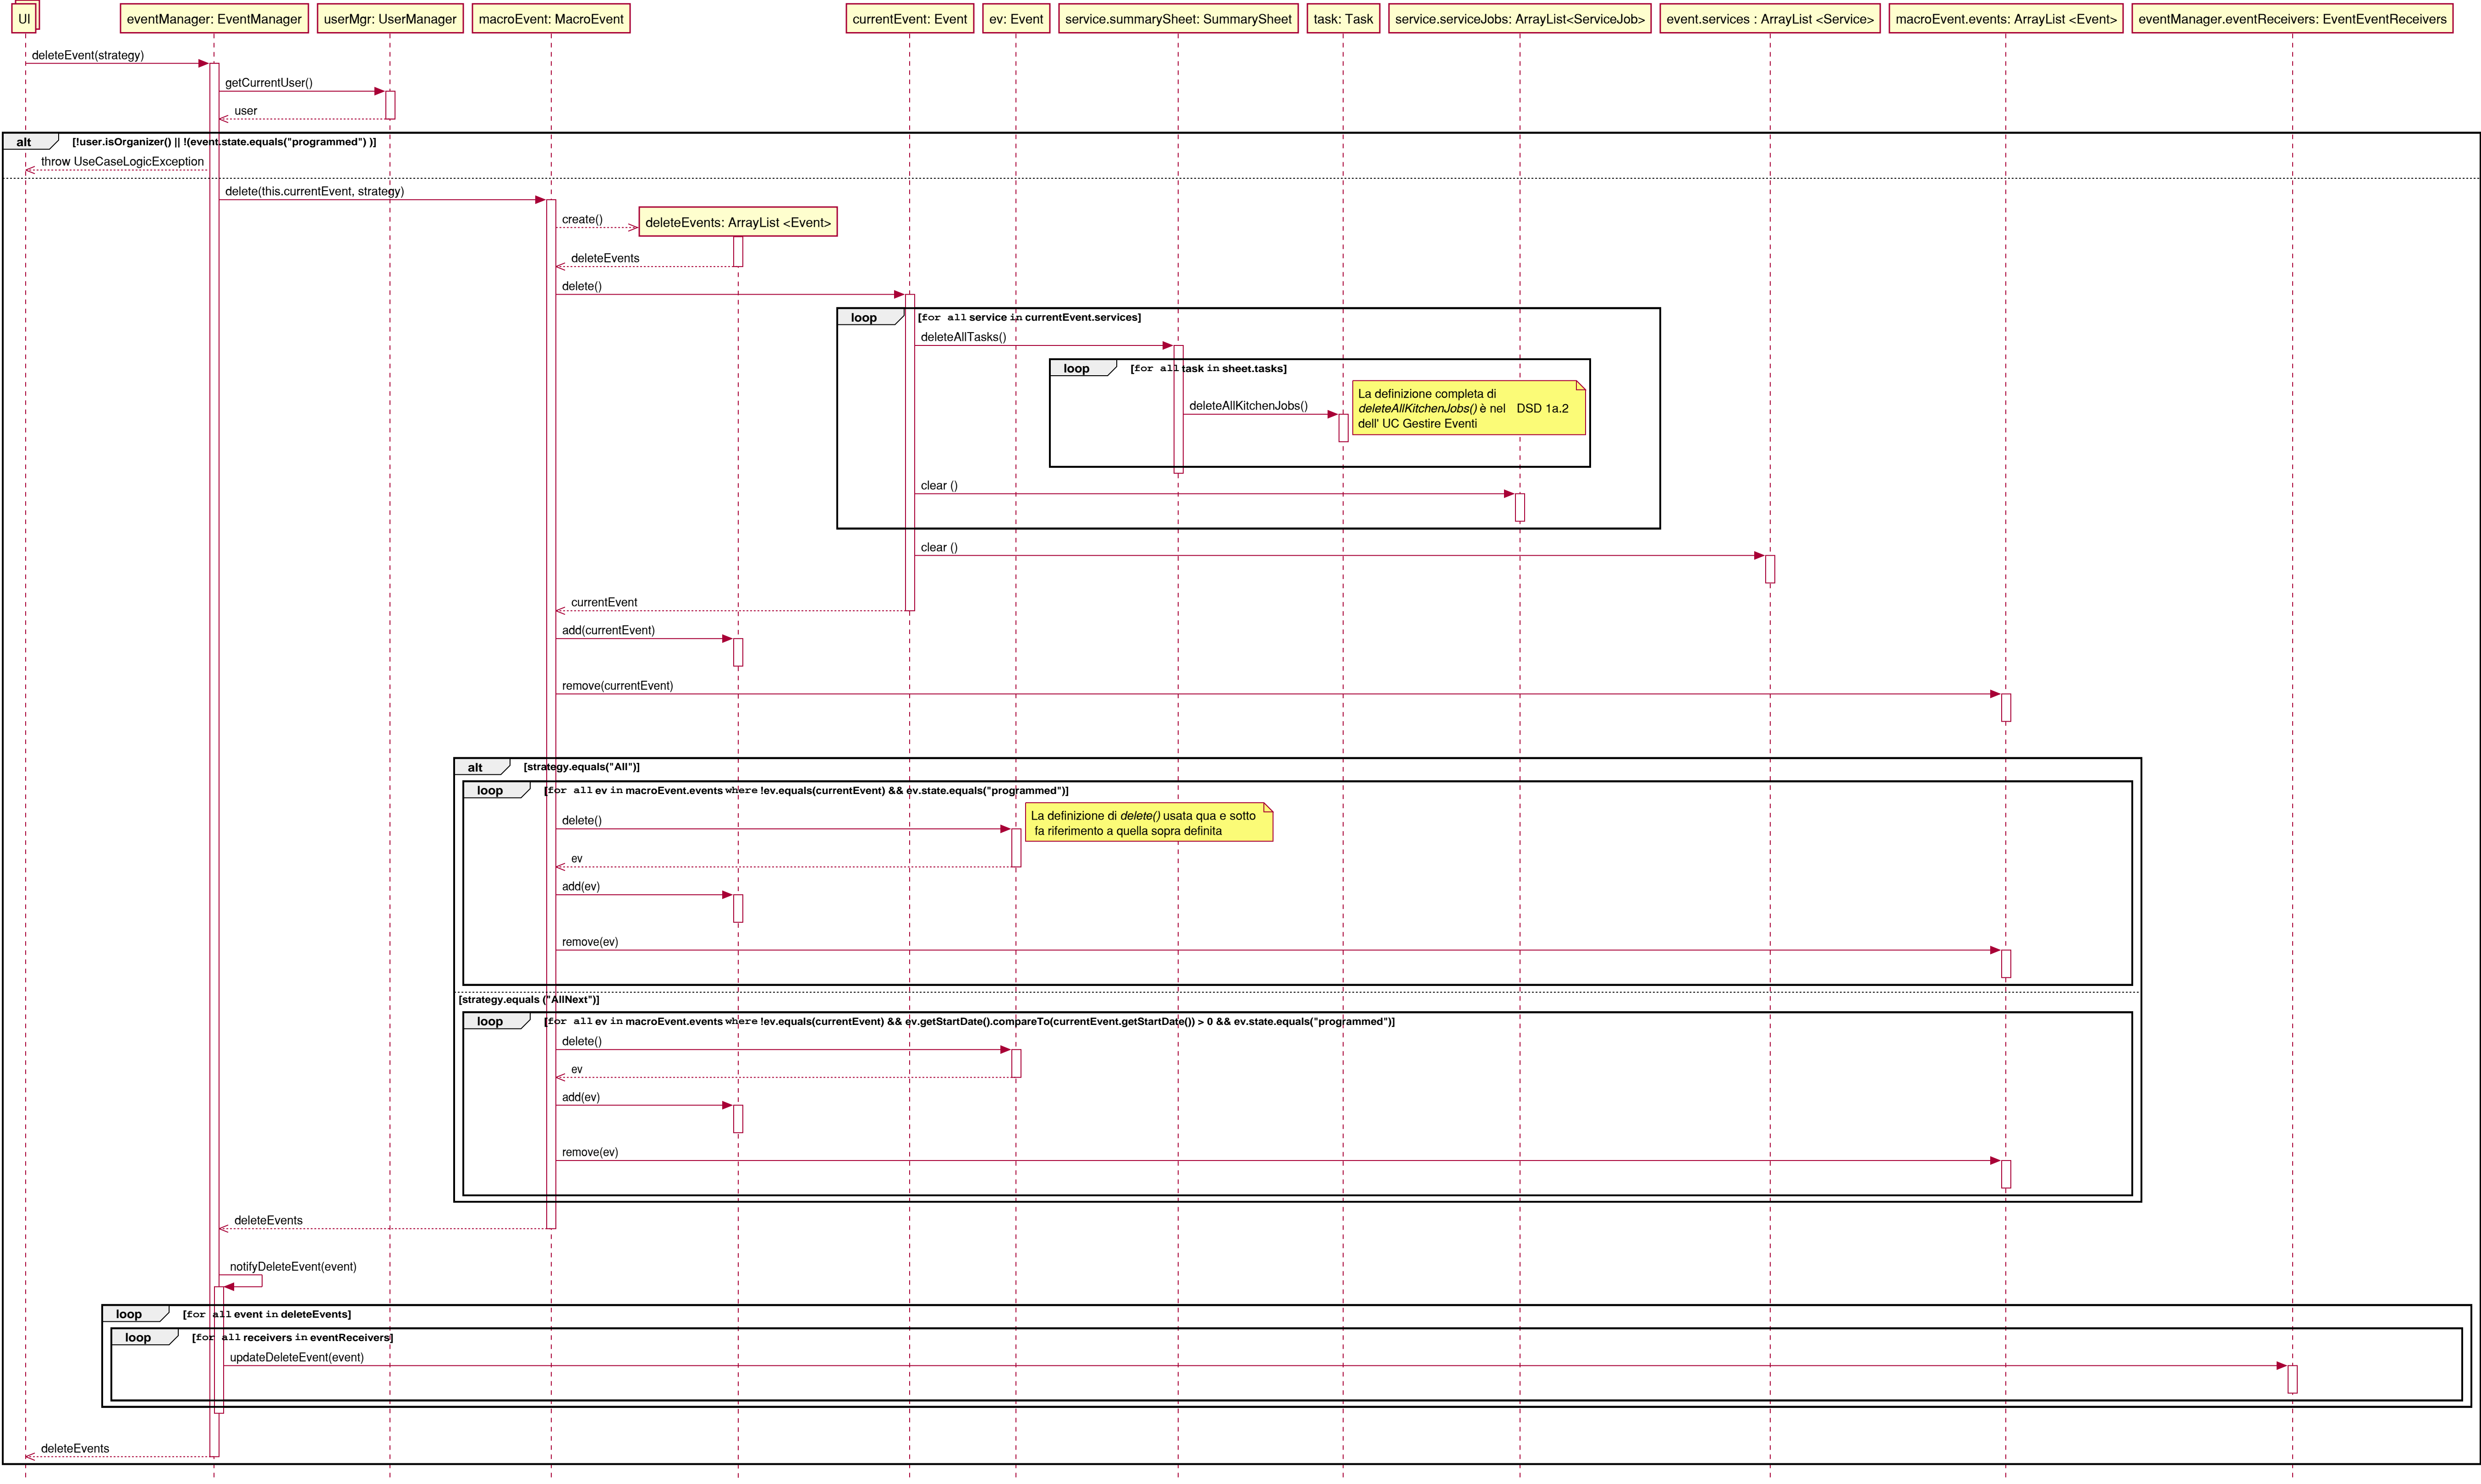 UI
eventManager: EventManager
userMgr: UserManager
macroEvent: MacroEvent
currentEvent: Event
ev: Event
service.summarySheet: SummarySheet
task: Task
service.serviceJobs: ArrayList<ServiceJob>
event.services : ArrayList <Service>
macroEvent.events: ArrayList <Event>
eventManager.eventReceivers: EventEventReceivers
deleteEvent(strategy)
getCurrentUser()
user
alt [!user.isOrganizer() || !(event.state.equals("programmed") )]
throw UseCaseLogicException
delete(this.currentEvent, strategy)
create()
deleteEvents: ArrayList <Event>
deleteEvents
delete()
loop [for all service in currentEvent.services]
deleteAllTasks()
loop [for all task in sheet.tasks]
La definizione completa di
deleteAllKitchenJobs() è nel DSD 1a.2
dell' UC Gestire Eventi
deleteAllKitchenJobs()
clear ()
clear ()
currentEvent
add(currentEvent)
remove(currentEvent)
alt [strategy.equals("All")]
loop [for all ev in macroEvent.events where !ev.equals(currentEvent) && ev.state.equals("programmed")]
La definizione di delete() usata qua e sotto
fa riferimento a quella sopra definita
delete()
ev
add(ev)
remove(ev)
[strategy.equals ("AllNext")]
loop [for all ev in macroEvent.events where !ev.equals(currentEvent) && ev.getStartDate().compareTo(currentEvent.getStartDate()) > 0 && ev.state.equals("programmed")]
delete()
ev
add(ev)
remove(ev)
deleteEvents
notifyDeleteEvent(event)
loop [for all event in deleteEvents]
loop [for all receivers in eventReceivers]
updateDeleteEvent(event)
deleteEvents